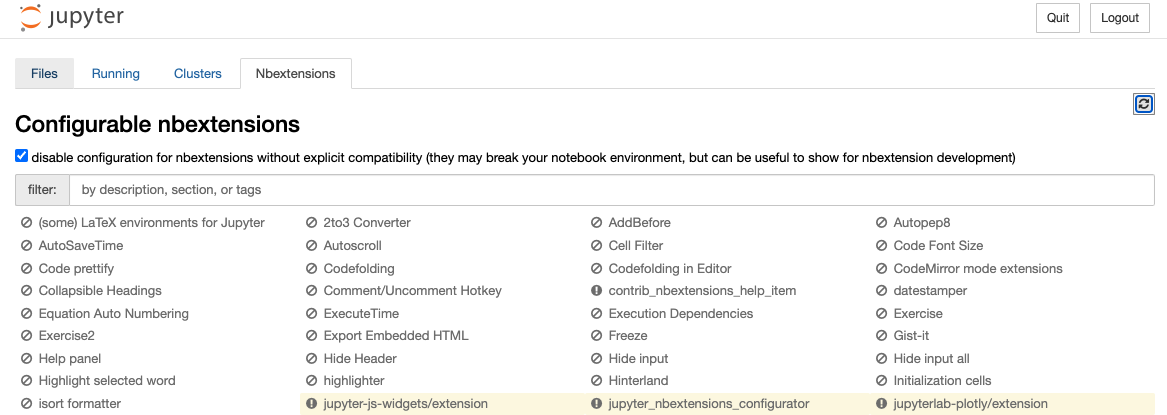 jupyter
Quit Logout
Files Running Clusters Nbextensions
Configurable nbextensions
disable configuration for nbextensions without explicit compatibility (they may break your notebook environment, but can be useful to show for nbextension development)
filter: by description, section, or tags
(some) LaTeX environments for Jupyter 2to3 Converter AddBefore Autopep8
AutoSaveTime Autoscroll Cell Filter Code Font Size
Code prettify Codefolding Codefolding in Editor CodeMirror mode extensions
Collapsible Headings Comment/Uncomment Hotkey contrib_nbextensions_help_item datestamper
Equation Auto Numbering ExecuteTime Execution Dependencies Exercise
Exercise2 Export Embedded HTML Freeze Gist-it
Help panel Hide Header Hide input Hide input all
Highlight selected word highlighter Hinterland Initialization cells
isort formatter jupyter-js-widgets/extension jupyter_nbextensions_configurator jupyterlab-plotly/extension